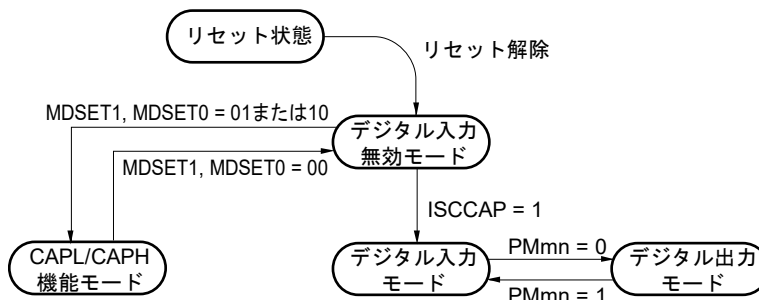 リセット状態
リセット解除
MDSET1, MDSET0 = 01または10
デジタル入力
無効モード
MDSET1, MDSET0 = 00
ISCCAP = 1
CAPL/CAPH
機能モード
デジタル入力
モード
PMmn = 0
PMmn = 1
デジタル出力
モード